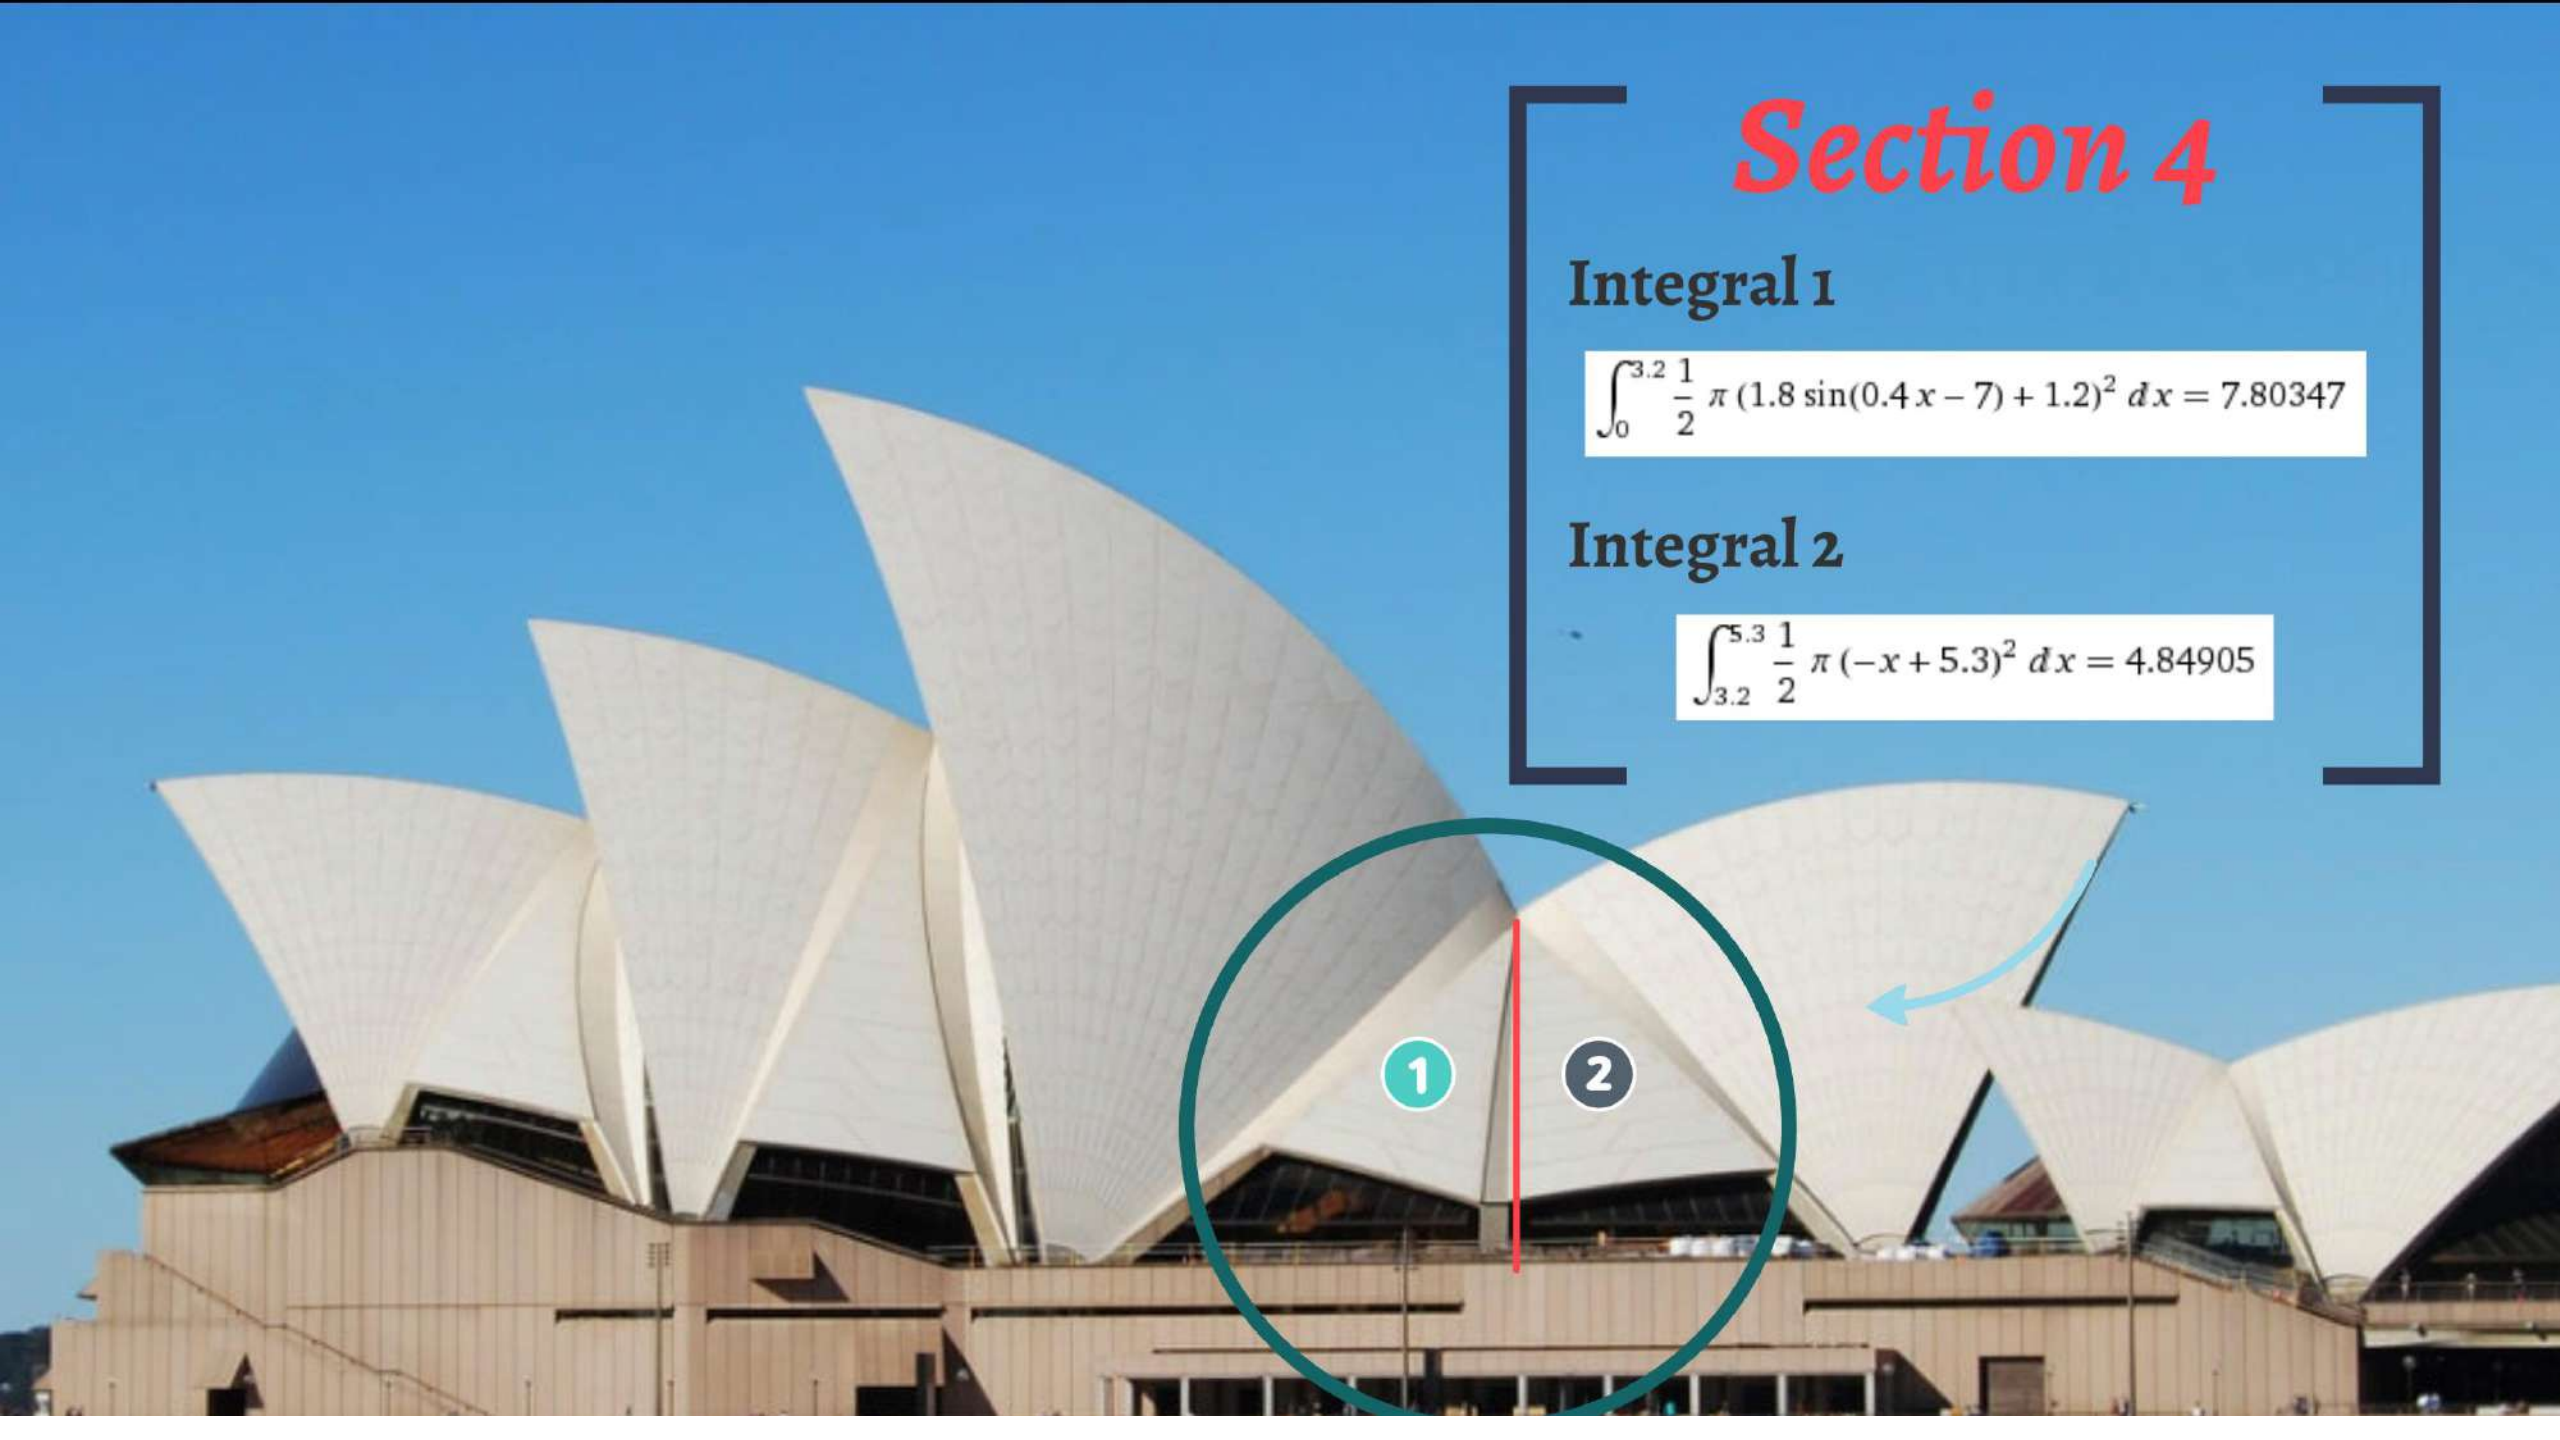 Section 4
Integral 1
∫₀^3.2 1/2 π (1.8 sin(0.4 x – 7) + 1.2)² dx = 7.80347
Integral 2
∫₃.₂^5.3 1/2 π (–x + 5.3)² dx = 4.84905
1 2